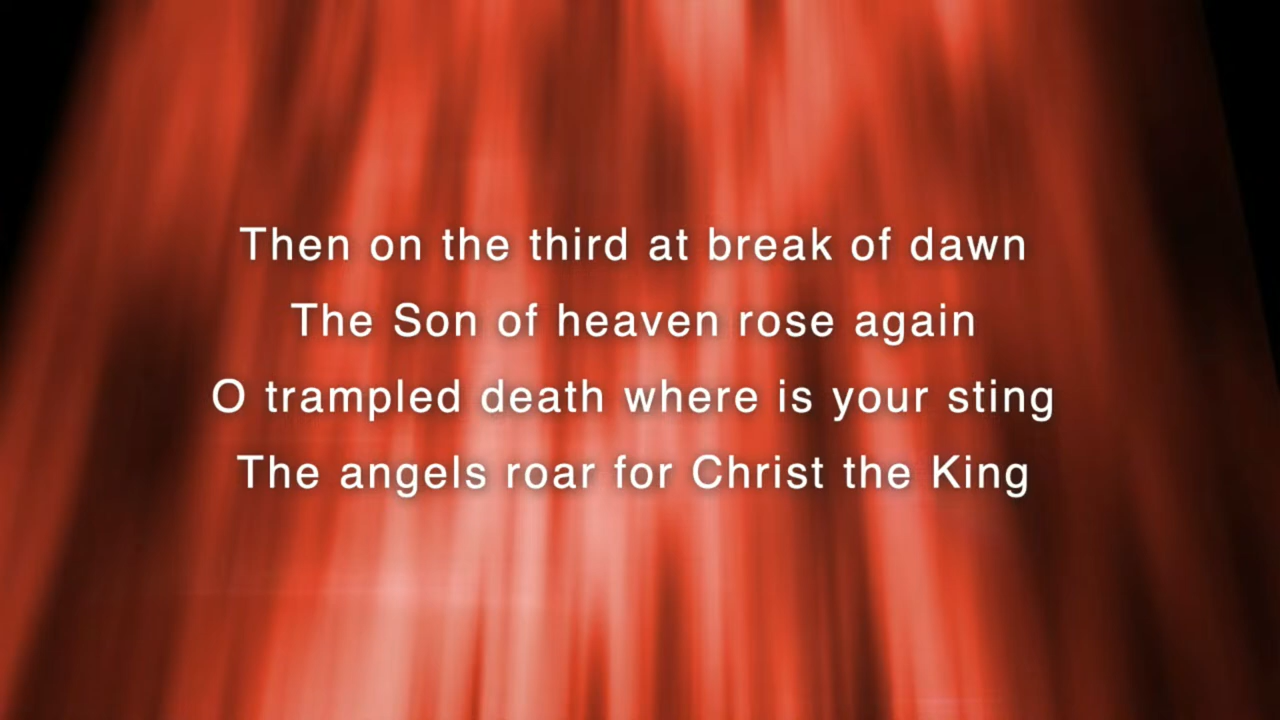 Then on the third at break of dawn
The Son of heaven rose again
O trampled death where is your sting
The angels roar for Christ the King